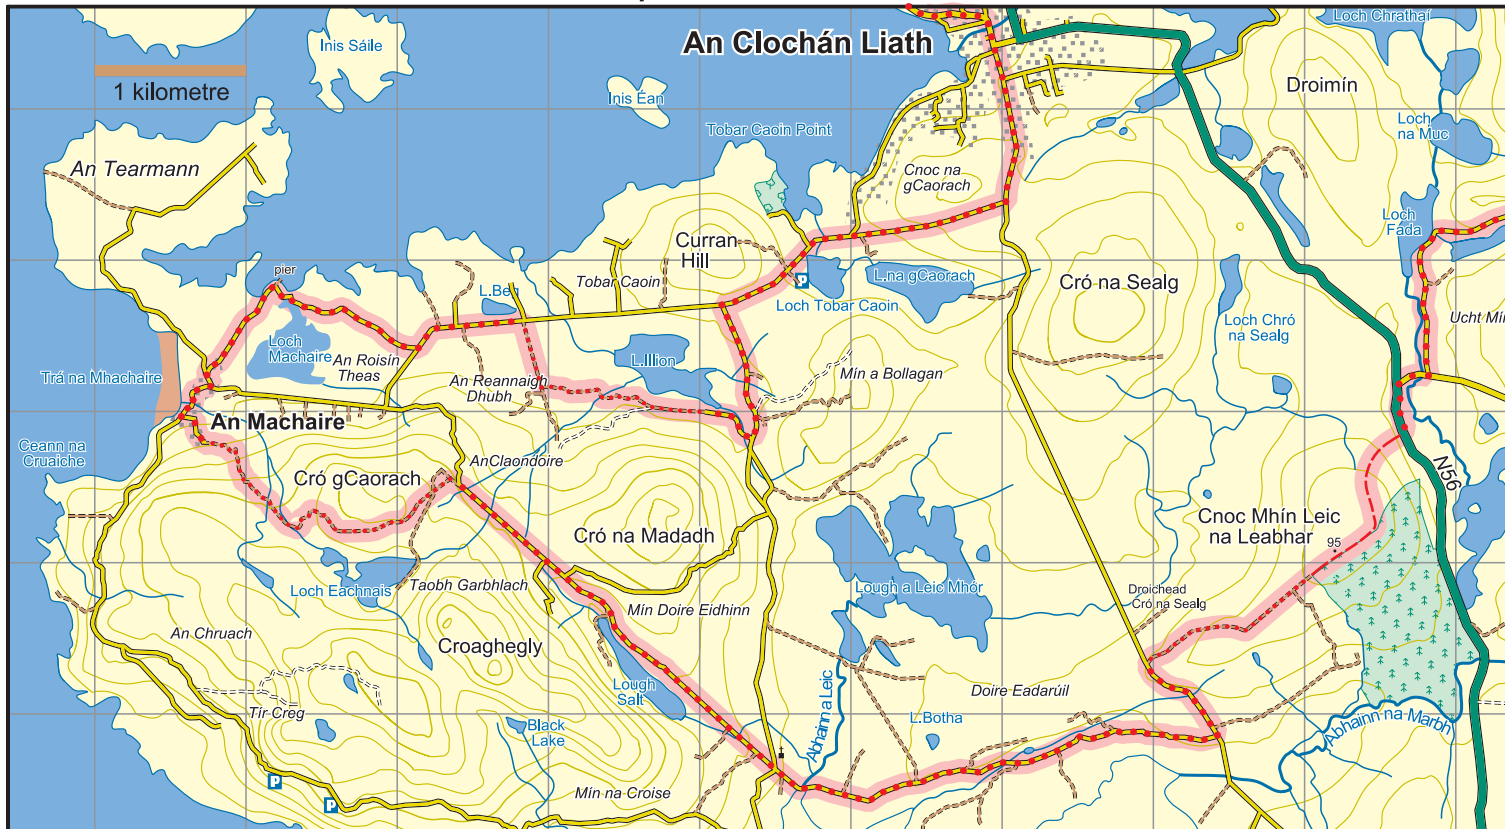 Loch Chrathaí
Inis Sáile
An Clochán Liath
1 kilometre
Droimín
Inis Éan
Tobar Caoin Point
Loch
na Muc
An Tearmann
Cnoc na
gCaorach
Loch
Fada
Curran
Hill
pier
L.Beg
Tobar Caoin
P
L.na gCaorach
Cró na Sealg
Loch Tobar Caoin
Ucht Mí
Loch Chró
na Sealg
Loch
Machaire
An Roisín
Theas
L.Illion
Trá na Mhachaire
An Reannaigh
Dhubh
Mín a Bollagan
An Machaire
Ceann na
Cruaiche
AnClaondoire
Cró gCaorach
N56
Cnoc Mhín Leic
na Leabhar
95
Cró na Madadh
Loch Eachnais
Taobh Garbhlach
Lough a Leic Mhór
Droichead
Cró na Sealg
Mín Doire Eidhinn
An Chruach
Croaghegly
Lough
Salt
Doire Eadarúil
Tír Creg
Abhainn a Leic
L.Botha
Black
Lake
Abhainn na Marbh
P
P
Mín na Croise